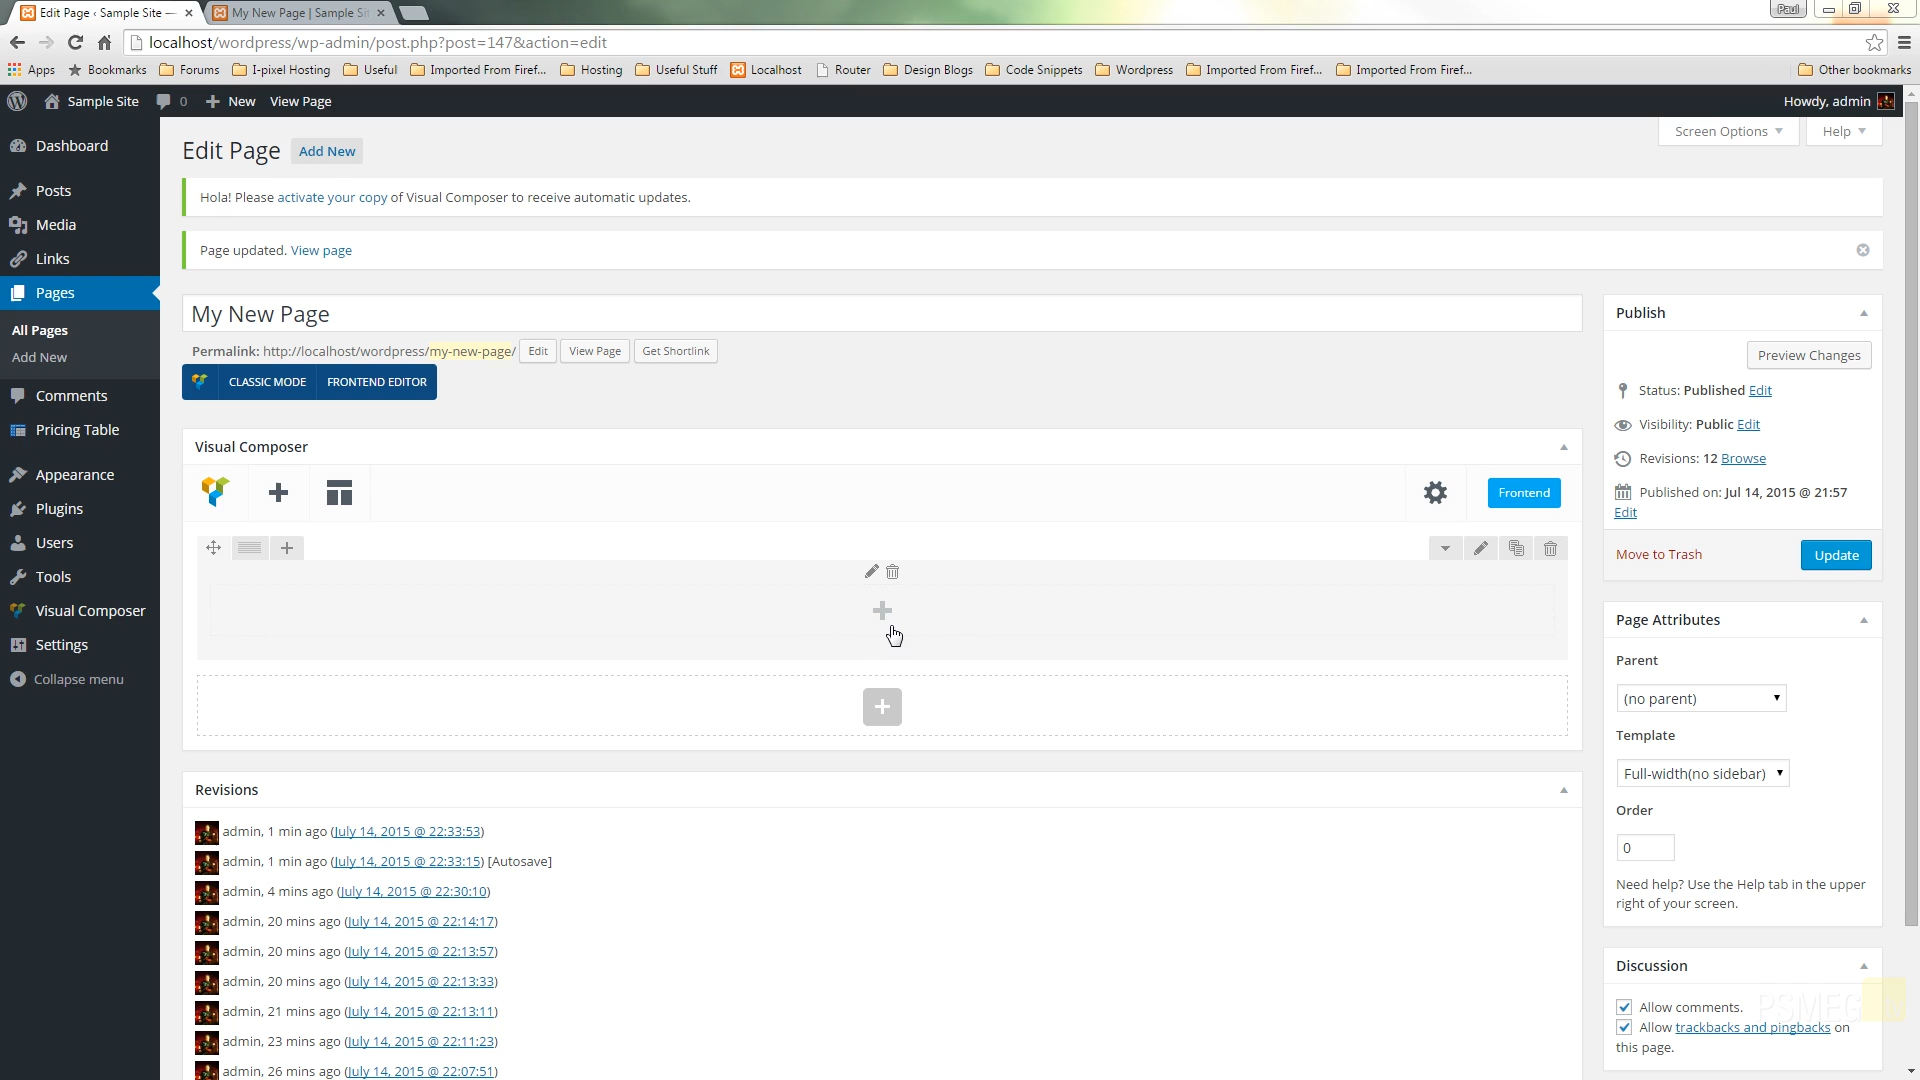 Edit Page ‹ Sample Site —
My New Page | Sample Sit
Paul
localhost/wordpress/wp-admin/post.php?post=147&action=edit
Apps Bookmarks Forums I-pixel Hosting Useful Imported From Firef... Hosting Useful Stuff Localhost Router Design Blogs Code Snippets Wordpress Imported From Firef... Imported From Firef... Other bookmarks
Sample Site 0 New View Page Howdy, admin
Screen Options Help
Dashboard
Posts
Media
Links
Pages
All Pages
Add New
Comments
Pricing Table
Appearance
Plugins
Users
Tools
Visual Composer
Settings
Collapse menu
Edit Page Add New
Hola! Please activate your copy of Visual Composer to receive automatic updates.
Page updated. View page
My New Page
Permalink: http://localhost/wordpress/my-new-page/ Edit View Page Get Shortlink
CLASSIC MODE FRONTEND EDITOR
Visual Composer
Frontend
Revisions
admin, 1 min ago (July 14, 2015 @ 22:33:53)
admin, 1 min ago (July 14, 2015 @ 22:33:15) [Autosave]
admin, 4 mins ago (July 14, 2015 @ 22:30:10)
admin, 20 mins ago (July 14, 2015 @ 22:14:17)
admin, 20 mins ago (July 14, 2015 @ 22:13:57)
admin, 20 mins ago (July 14, 2015 @ 22:13:33)
admin, 21 mins ago (July 14, 2015 @ 22:13:11)
admin, 23 mins ago (July 14, 2015 @ 22:11:23)
admin, 26 mins ago (July 14, 2015 @ 22:07:51)
Publish
Preview Changes
Status: Published Edit
Visibility: Public Edit
Revisions: 12 Browse
Published on: Jul 14, 2015 @ 21:57
Edit
Move to Trash Update
Page Attributes
Parent
(no parent)
Template
Full-width(no sidebar)
Order
0
Need help? Use the Help tab in the upper
right of your screen.
Discussion
Allow comments.
Allow trackbacks and pingbacks on
this page.